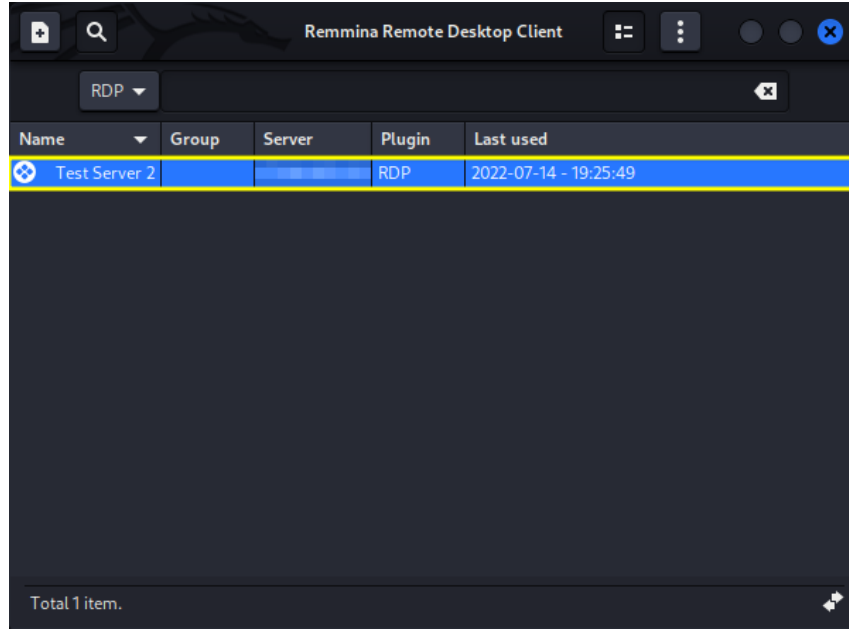 Remmina Remote Desktop Client
RDP
Name Group Server Plugin Last used
Test Server 2 RDP 2022-07-14 - 19:25:49
Total 1 item.